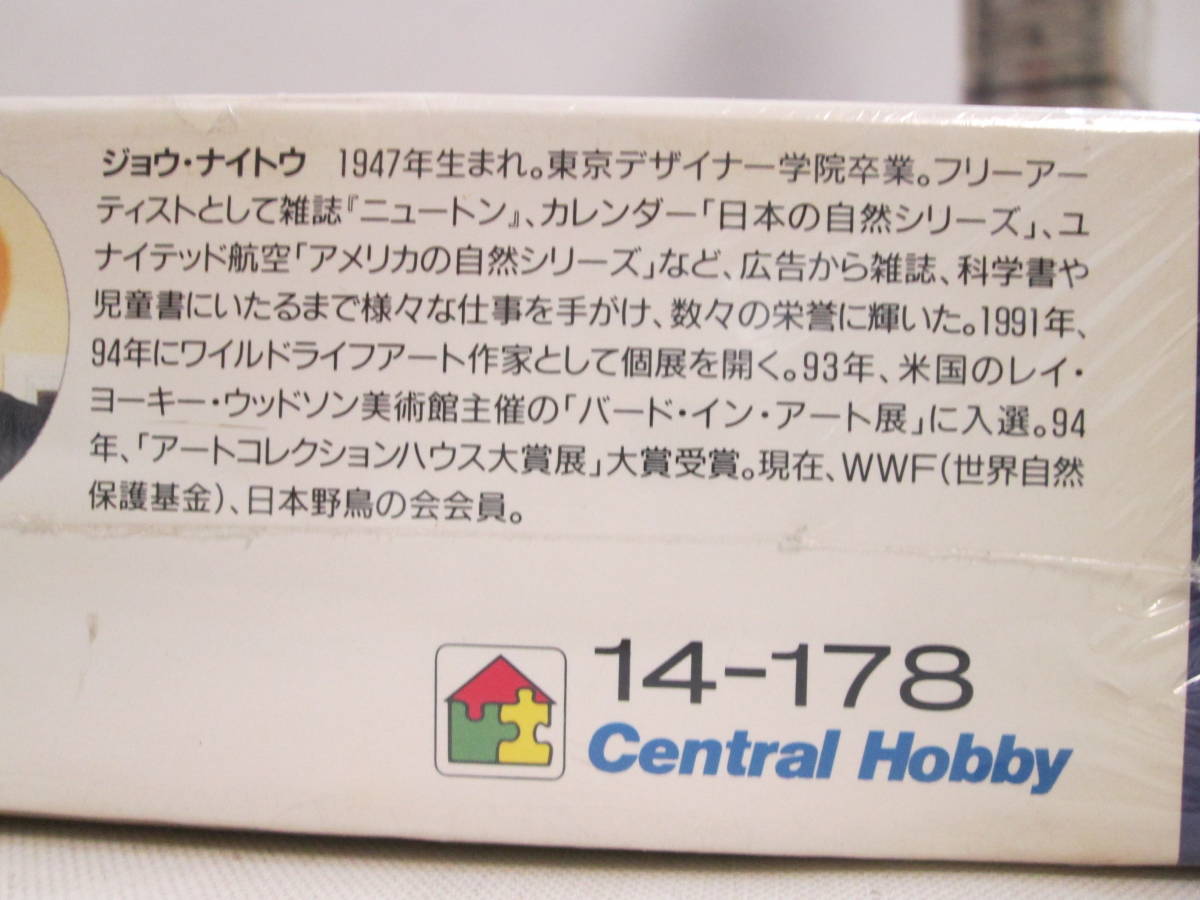 ジョウ・ナイトウ　1947年生まれ。東京デザイナー学院卒業。フリーアー
ティストとして雑誌『ニュートン』、カレンダー「日本の自然シリーズ」、ユ
ナイテッド航空「アメリカの自然シリーズ」など、広告から雑誌、科学書や
児童書にいたるまで様々な仕事を手がけ、数々の栄誉に輝いた。1991年、
94年にワイルドライフアート作家として個展を開く。93年、米国のレイ・
ヨーキー・ウッドソン美術館主催の「バード・イン・アート展」に入選。94
年、「アートコレクションハウス大賞展」大賞受賞。現在、WWF(世界自然
保護基金)、日本野鳥の会会員。
14-178
Central Hobby